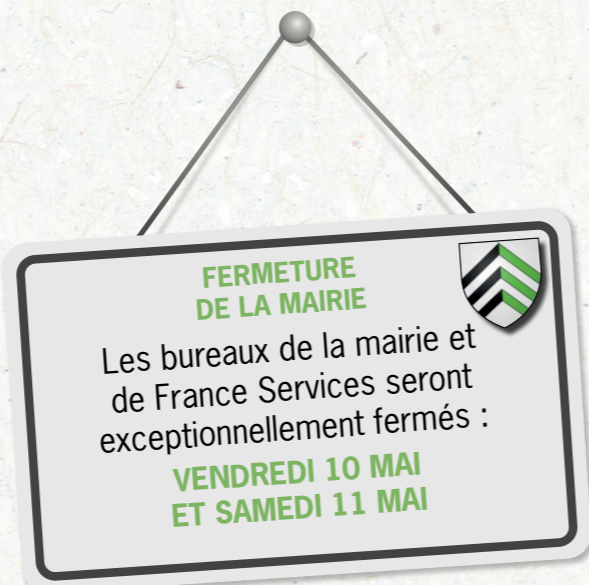 FERMETURE
DE LA MAIRIE
Les bureaux de la mairie et
de France Services seront
exceptionnellement fermés :
VENDREDI 10 MAI
ET SAMEDI 11 MAI